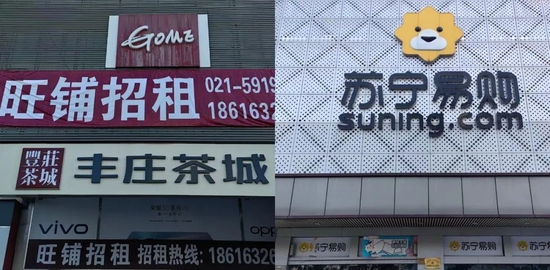 GOME
旺铺招租 021-5919
1861632
豐莊
茶城
丰庄茶城
vivo
oppo
旺铺招租 招租热线: 1861632
苏宁易购
suning.com
苏宁易购
苏宁易购
苏宁易购